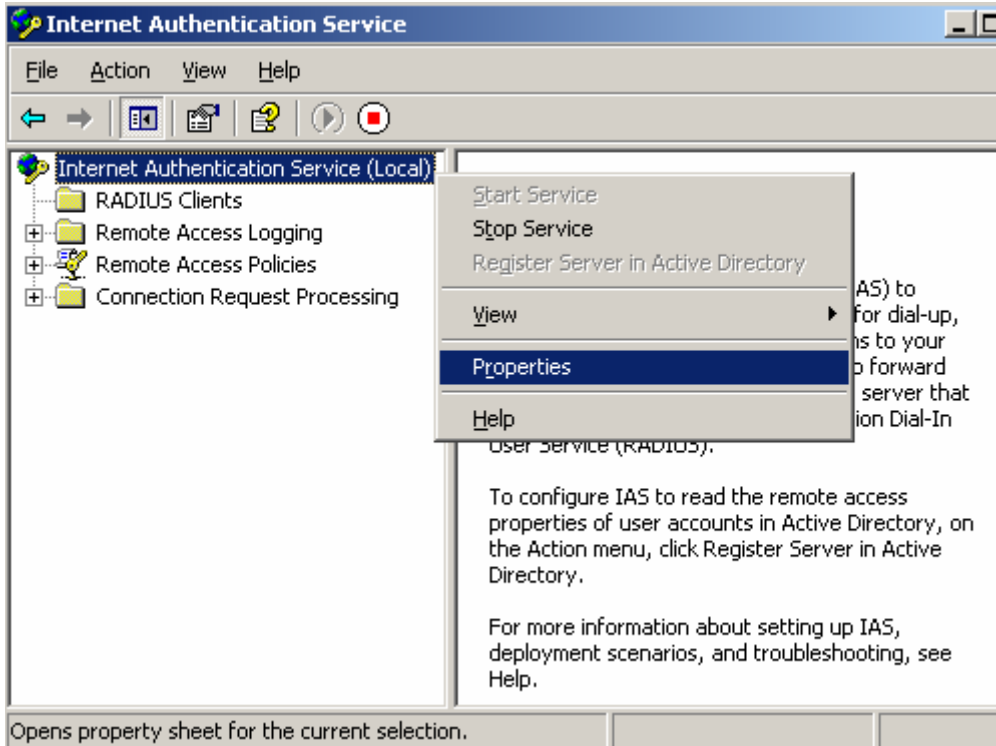 Internet Authentication Service
File Action View Help
Internet Authentication Service (Local)
RADIUS Clients
Remote Access Logging
Remote Access Policies
Connection Request Processing
Start Service
Stop Service
Register Server in Active Directory
View
Properties
Help
AS) to
for dial-up,
ns to your
o forward
server that
ion Dial-In
User Service (RADIUS).
To configure IAS to read the remote access
properties of user accounts in Active Directory, on
the Action menu, click Register Server in Active
Directory.
For more information about setting up IAS,
deployment scenarios, and troubleshooting, see
Help.
Opens property sheet for the current selection.